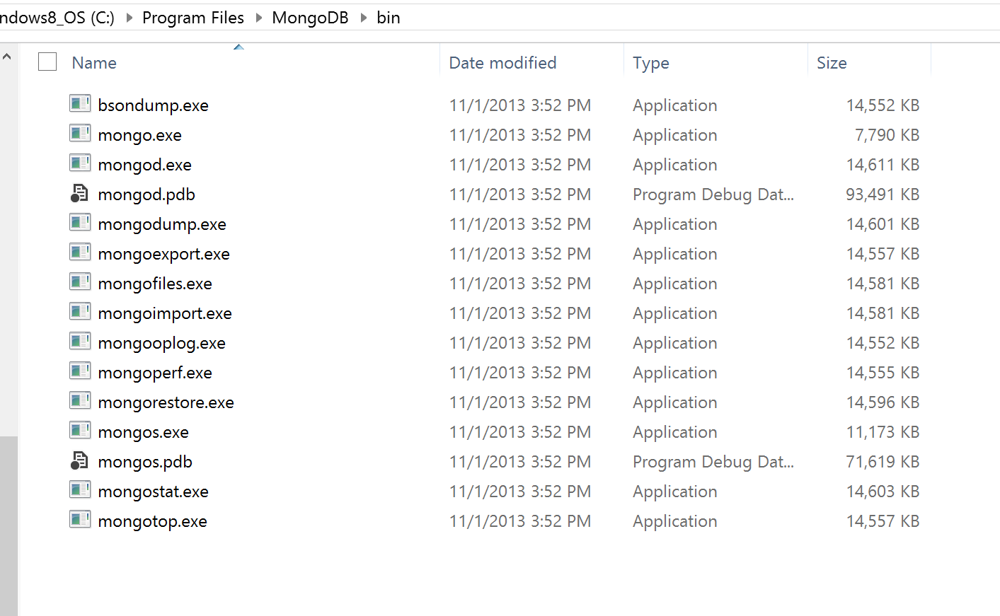 ndows8_OS (C:) Program Files MongoDB bin
Name Date modified Type Size
bsondump.exe 11/1/2013 3:52 PM Application 14,552 KB
mongo.exe 11/1/2013 3:52 PM Application 7,790 KB
mongod.exe 11/1/2013 3:52 PM Application 14,611 KB
mongod.pdb 11/1/2013 3:52 PM Program Debug Dat... 93,491 KB
mongodump.exe 11/1/2013 3:52 PM Application 14,601 KB
mongoexport.exe 11/1/2013 3:52 PM Application 14,557 KB
mongofiles.exe 11/1/2013 3:52 PM Application 14,581 KB
mongoimport.exe 11/1/2013 3:52 PM Application 14,581 KB
mongooplog.exe 11/1/2013 3:52 PM Application 14,552 KB
mongoperf.exe 11/1/2013 3:52 PM Application 14,555 KB
mongorestore.exe 11/1/2013 3:52 PM Application 14,596 KB
mongos.exe 11/1/2013 3:52 PM Application 11,173 KB
mongos.pdb 11/1/2013 3:52 PM Program Debug Dat... 71,619 KB
mongostat.exe 11/1/2013 3:52 PM Application 14,603 KB
mongotop.exe 11/1/2013 3:52 PM Application 14,557 KB